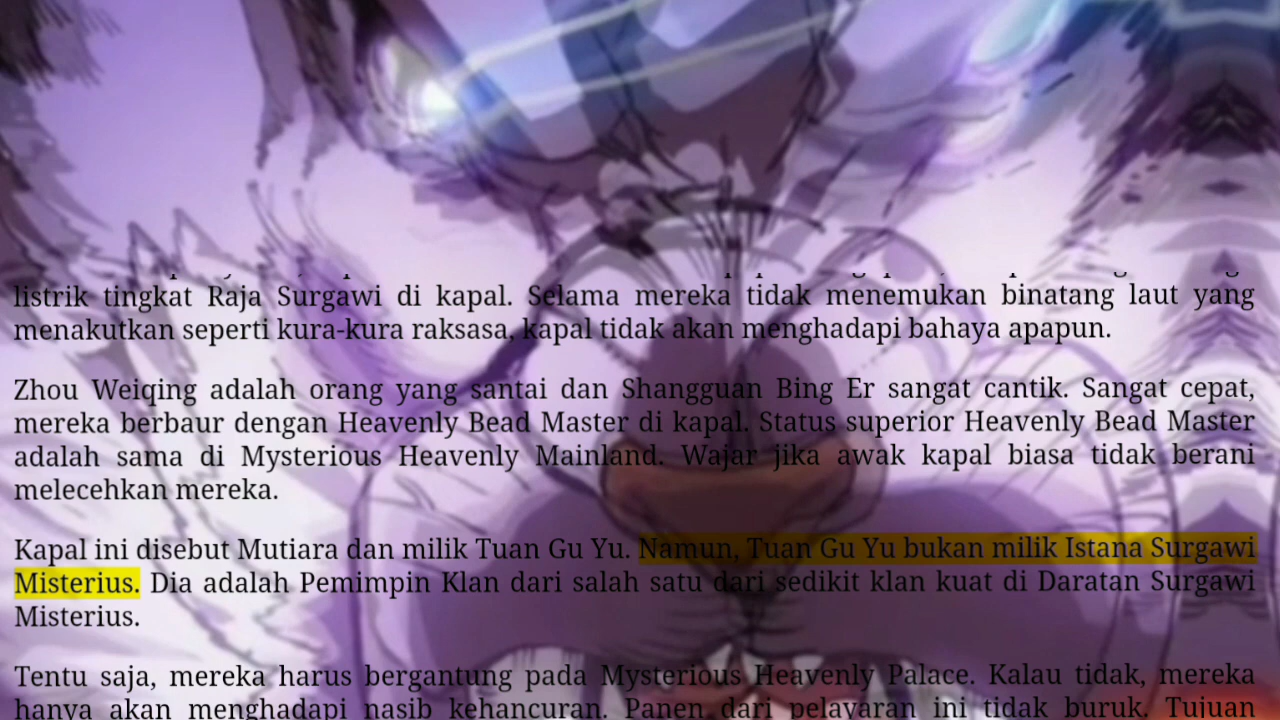 listrik tingkat Raja Surgawi di kapal. Selama mereka tidak menemukan binatang laut yang
menakutkan seperti kura-kura raksasa, kapal tidak akan menghadapi bahaya apapun.
Zhou Weiqing adalah orang yang santai dan Shangguan Bing Er sangat cantik. Sangat cepat,
mereka berbaur dengan Heavenly Bead Master di kapal. Status superior Heavenly Bead Master
adalah sama di Mysterious Heavenly Mainland. Wajar jika awak kapal biasa tidak berani
melecehkan mereka.
Kapal ini disebut Mutiara dan milik Tuan Gu Yu. Namun, Tuan Gu Yu bukan milik Istana Surgawi
Misterius. Dia adalah Pemimpin Klan dari salah satu dari sedikit klan kuat di Daratan Surgawi
Misterius.
Tentu saja, mereka harus bergantung pada Mysterious Heavenly Palace. Kalau tidak, mereka
hanya akan menghadapi nasib kehancuran. Panen dari pelayaran ini tidak buruk. Tujuan